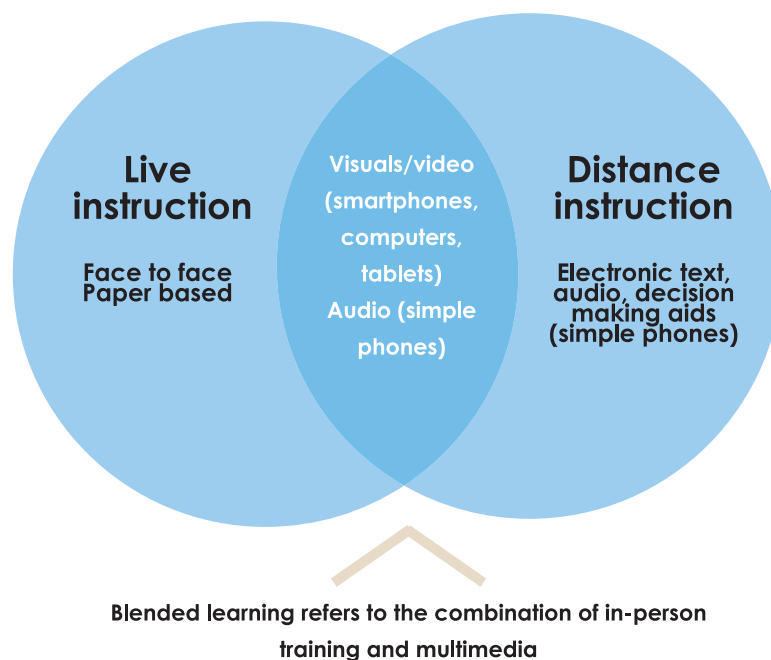 Live
instruction
Face to face
Paper based
Visuals/video
(smartphones,
computers,
tablets)
Audio (simple
phones)
Distance
instruction
Electronic text,
audio, decision
making aids
(simple phones)
Blended learning refers to the combination of in-person
training and multimedia